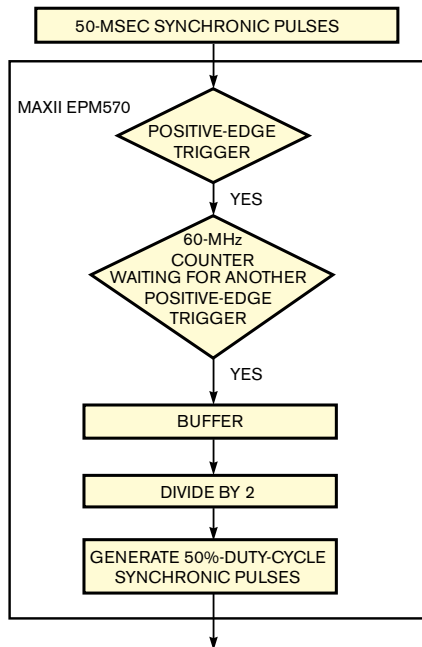 50-MSEC SYNCHRONIC PULSES
MAXII EPM570
POSITIVE-EDGE
TRIGGER
YES
60-MHz
COUNTER
WAITING FOR ANOTHER
POSITIVE-EDGE
TRIGGER
YES
BUFFER
DIVIDE BY 2
GENERATE 50%-DUTY-CYCLE
SYNCHRONIC PULSES